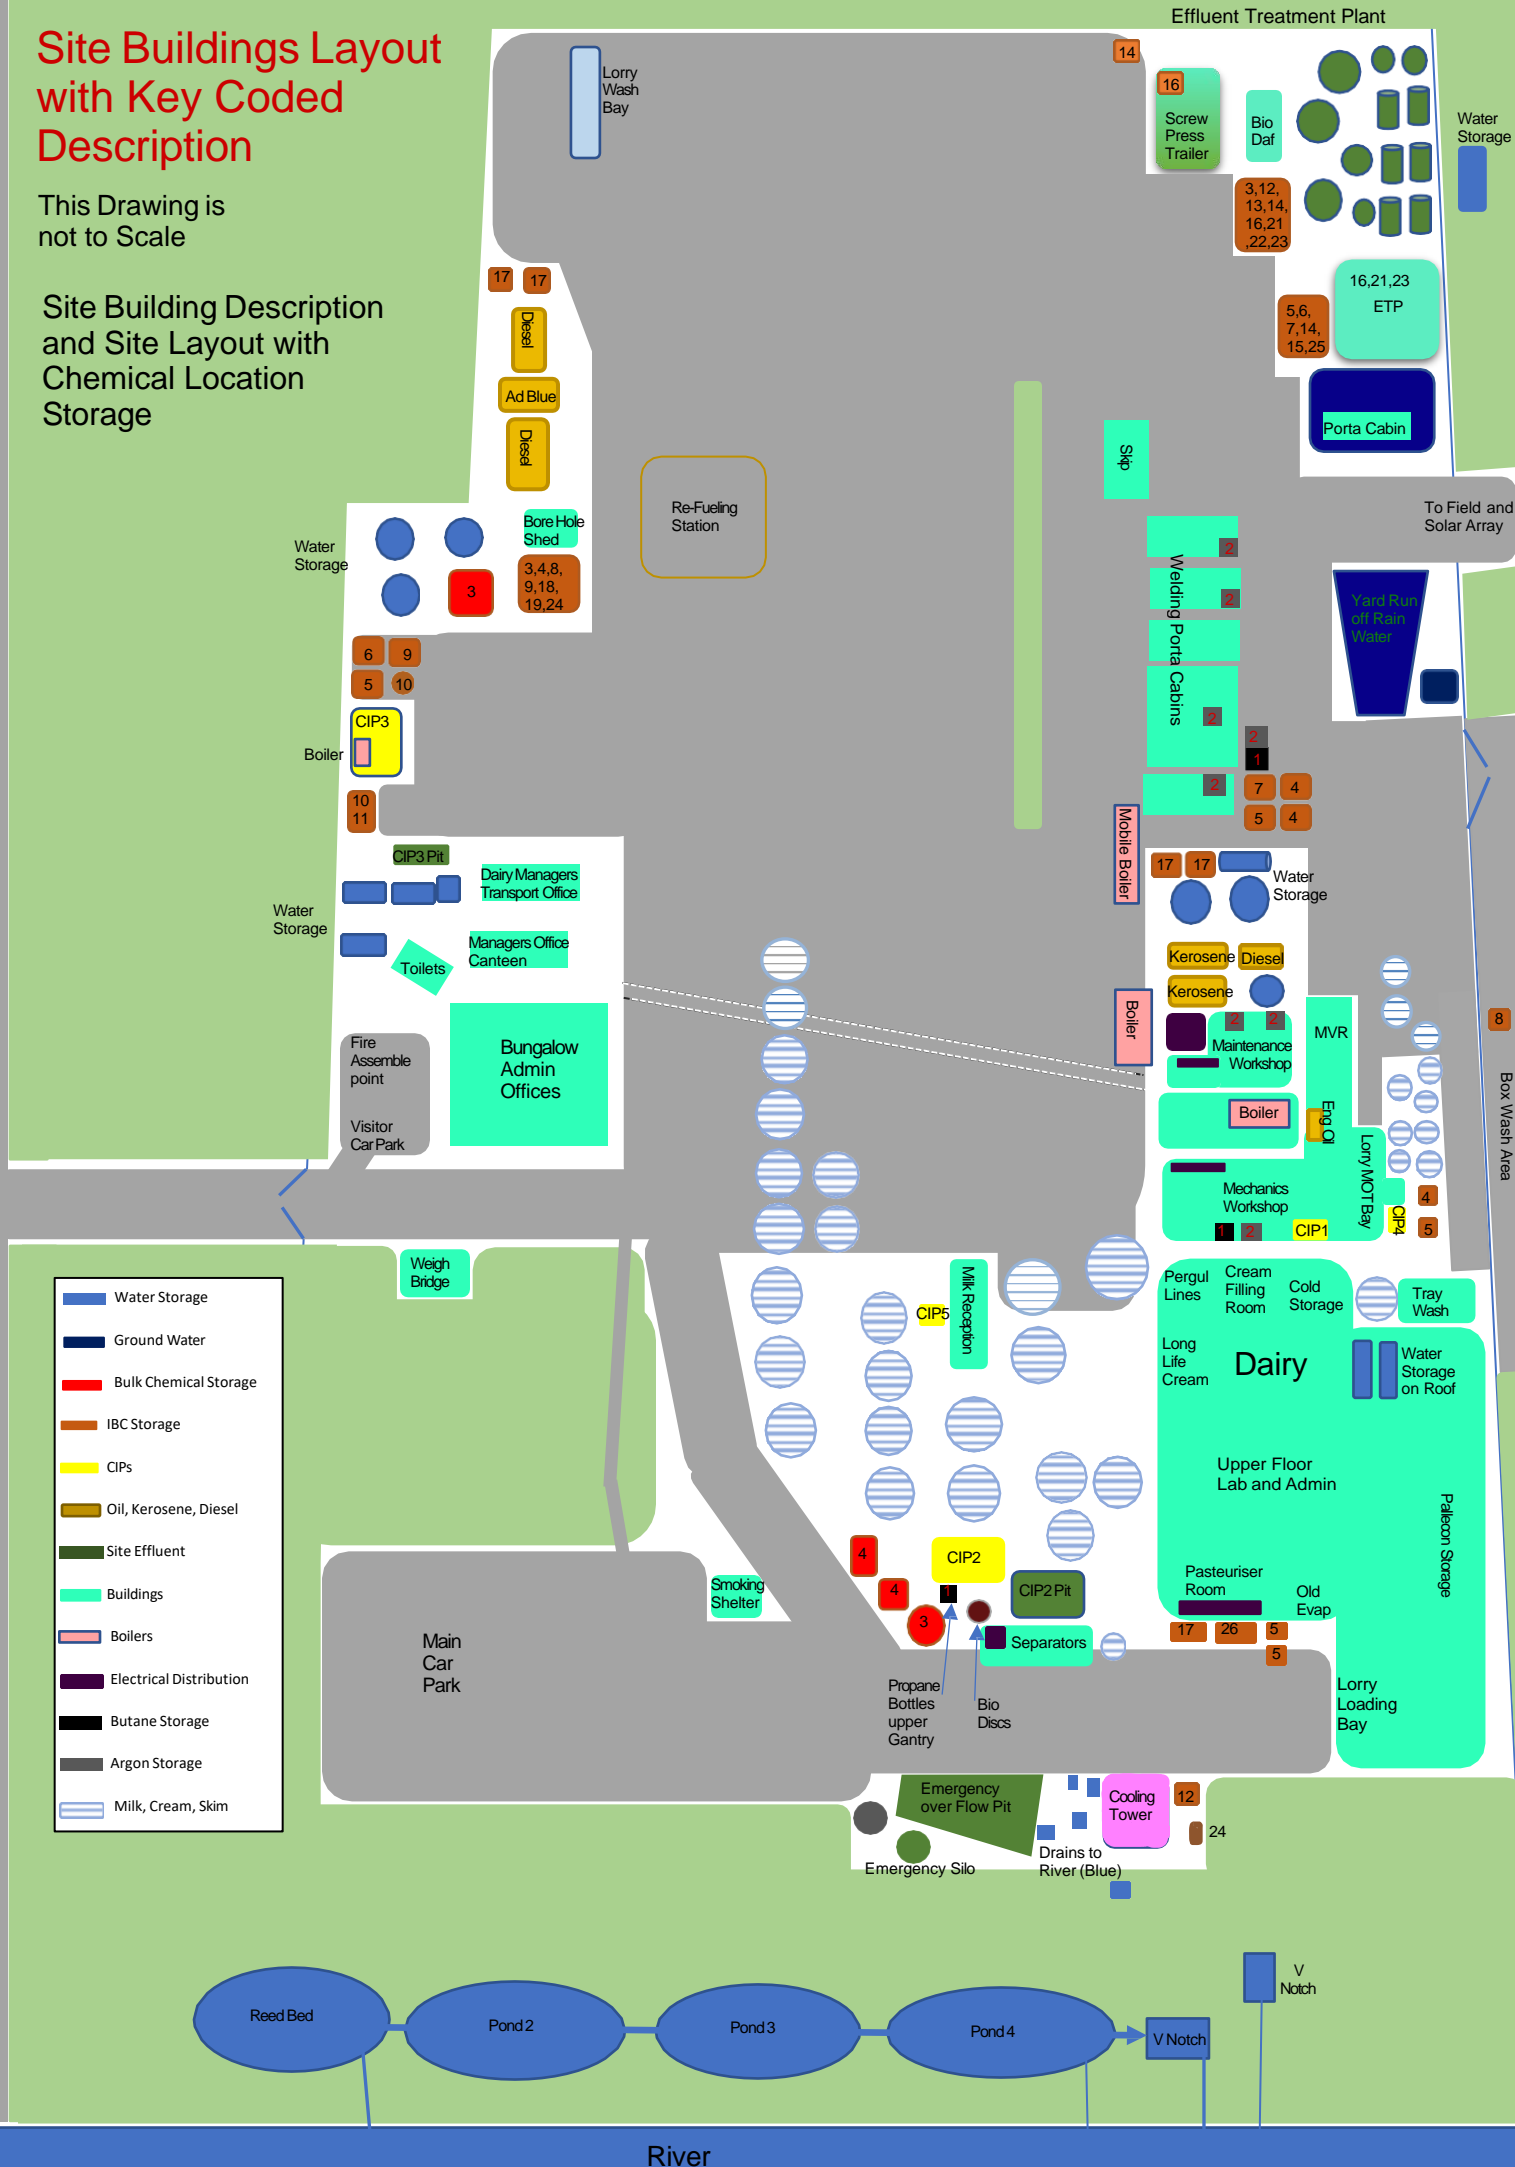 Effluent Treatment Plant
Site Buildings Layout
with Key Coded
Description
This Drawing is
not to Scale
Site Building Description
and Site Layout with
Chemical Location
Storage
Lorry
Wash
Bay
14
16
Screw
Press
Trailer
Bio
Daf
Water
Storage
3,12,
13,14,
16,21
,22,23
16,21,23
ETP
5,6,
7,14,
15,25
Porta Cabin
17
17
Diesel
Ad Blue
Diesel
Re-Fueling
Station
Skip
To Field and
Solar Array
Bore Hole
Shed
Water
Storage
3
3,4,8,
9,18,
19,24
2
2
Welding Porta Cabins
2
2
1
2
7
4
5
4
Yard Run
off Rain
Water
6
9
5
10
CIP3
Boiler
10
11
CIP3 Pit
Dairy Managers
Transport Office
Water
Storage
Managers Office
Canteen
Toilets
Mobile Boiler
17
17
Water
Storage
Kerosene
Diesel
Kerosene
Boiler
2
2
Maintenance
Workshop
MVR
8
Box Wash Area
Fire
Assemble
point
Visitor
Car Park
Bungalow
Admin
Offices
Boiler
Eng.Oil
Lorry MOT Bay
Mechanics
Workshop
1
2
CIP1
CIP4
4
5
Weigh
Bridge
CIP5
Milk Reception
Pergul
Lines
Cream
Filling
Room
Cold
Storage
Tray
Wash
Long
Life
Cream
Dairy
Water
Storage
on Roof
Upper Floor
Lab and Admin
Pallecon Storage
Water Storage
Ground Water
Bulk Chemical Storage
IBC Storage
CIPs
Oil, Kerosene, Diesel
Site Effluent
Buildings
Boilers
Electrical Distribution
Butane Storage
Argon Storage
Milk, Cream, Skim
4
4
3
CIP2
1
CIP2 Pit
Smoking
Shelter
Separators
Pasteuriser
Room
Old
Evap
17
26
5
5
Main
Car
Park
Propane
Bottles
upper
Gantry
Bio
Discs
Lorry
Loading
Bay
Emergency
over Flow Pit
Cooling
Tower
12
24
Emergency Silo
Drains to
River (Blue)
Reed Bed
Pond 2
Pond 3
Pond 4
V Notch
V
Notch
River